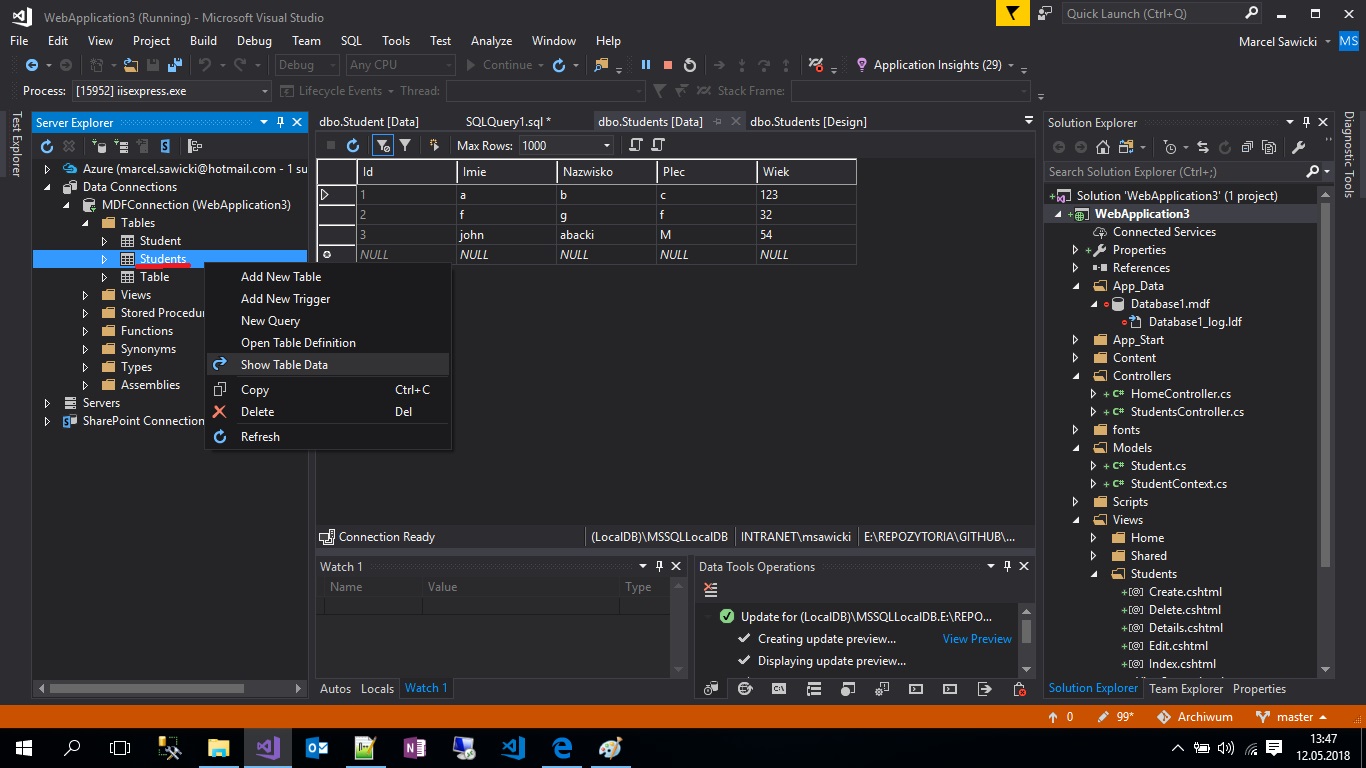 WebApplication3 (Running) - Microsoft Visual Studio
Quick Launch (Ctrl+Q)
File Edit View Project Build Debug Team SQL Tools Test Analyze Window Help
Marcel Sawicki MS
Debug Any CPU Continue Application Insights (29)
Process: [15952] iisexpress.exe Lifecycle Events Thread: Stack Frame:
Test Explorer
Server Explorer
Azure (marcel.sawicki@hotmail.com - 1 su
Data Connections
MDFConnection (WebApplication3)
Tables
Student
Students
Table
Views
Stored Procedu
Functions
Synonyms
Types
Assemblies
Servers
SharePoint Connection
Add New Table
Add New Trigger
New Query
Open Table Definition
Show Table Data
Copy Ctrl+C
Delete Del
Refresh
dbo.Student [Data] SQLQuery1.sql * dbo.Students [Data] dbo.Students [Design]
Max Rows: 1000
Id Imie Nazwisko Plec Wiek
1 a b c 123
2 f g f 32
3 john abacki M 54
NULL NULL NULL NULL NULL
Connection Ready (LocalDB)\MSSQLLocalDB INTRANET\msawicki E:\REPOZYTORIA\GITHUB\...
Watch 1
Name Value Type
Autos Locals Watch 1
Data Tools Operations
Update for (LocalDB)\MSSQLLocalDB.E:\REPO...
Creating update preview... View Preview
Displaying update preview...
Solution Explorer
Search Solution Explorer (Ctrl+;)
Solution 'WebApplication3' (1 project)
WebApplication3
Connected Services
Properties
References
App_Data
Database1.mdf
Database1_log.ldf
App_Start
Content
Controllers
HomeController.cs
StudentsController.cs
fonts
Models
Student.cs
StudentContext.cs
Scripts
Views
Home
Shared
Students
Create.cshtml
Delete.cshtml
Details.cshtml
Edit.cshtml
Index.cshtml
Solution Explorer Team Explorer Properties
Diagnostic Tools
0 99* Archiwum master
13:47
12.05.2018